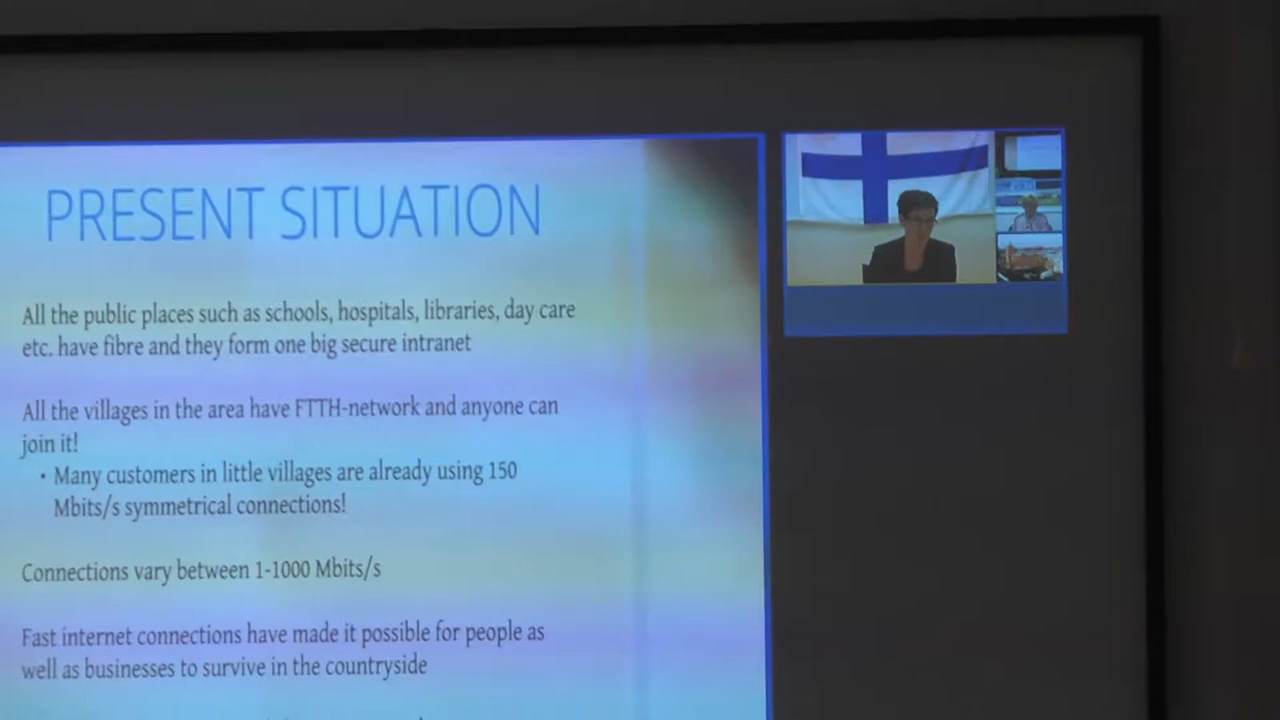 PRESENT SITUATION
All the public places such as schools, hospitals, libraries, day care
etc. have fibre and they form one big secure intranet
All the villages in the area have FTTH-network and anyone can
join it!
• Many customers in little villages are already using 150
Mbits/s symmetrical connections!
Connections vary between 1-1000 Mbits/s
Fast internet connections have made it possible for people as
well as businesses to survive in the countryside